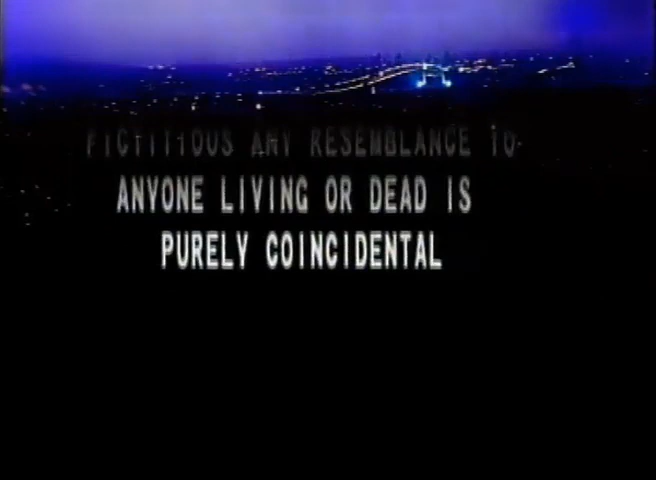 FICTITIOUS ANY RESEMBLANCE TO
ANYONE LIVING OR DEAD IS
PURELY COINCIDENTAL